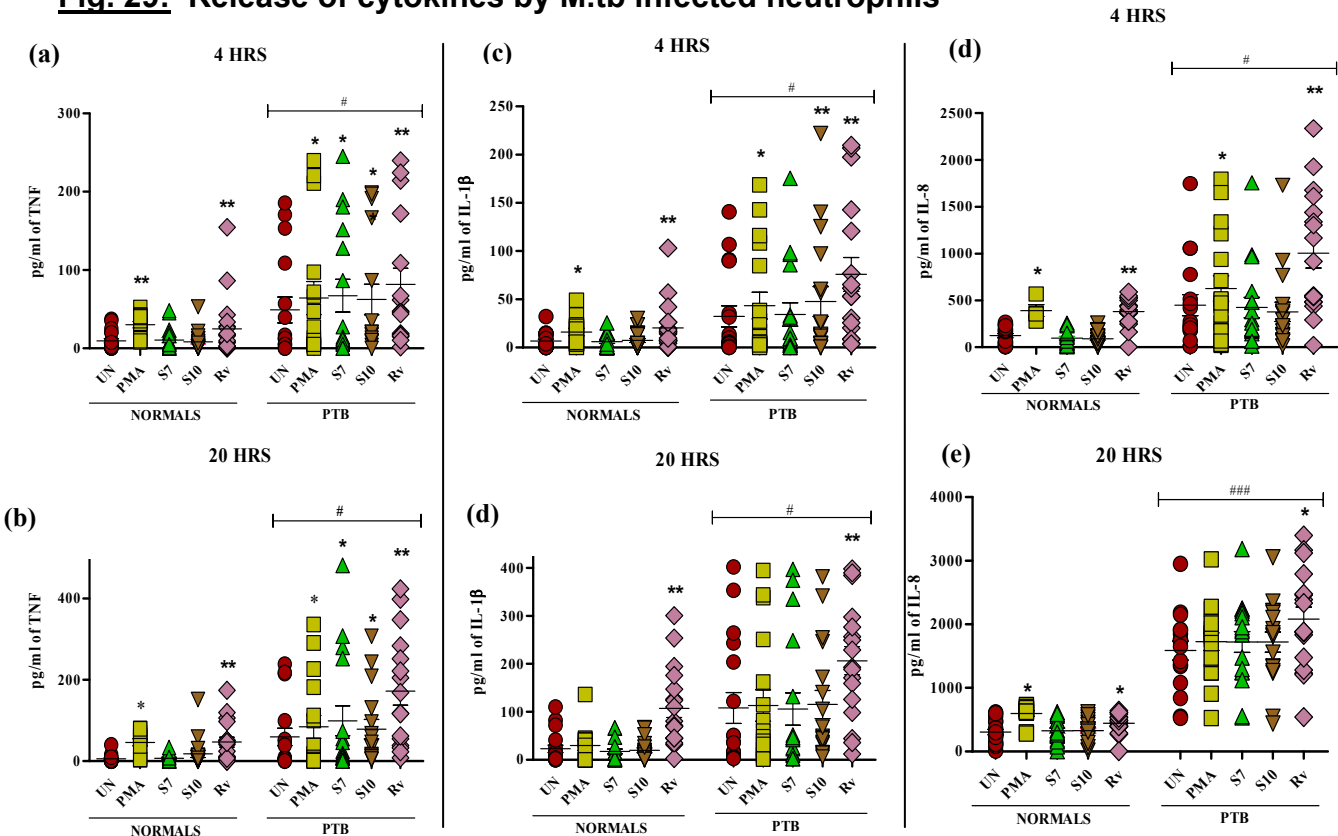 Fig. 29: Release of cytokines by M.tb infected neutrophils
(a)
4 HRS
#
pg/ml of TNF
300
200
100
0
** ** * * * **
UN PMA S7 S10 Rv UN PMA S7 S10 Rv
NORMALS PTB
(b)
20 HRS
#
pg/ml of TNF
400
200
0
* ** * * * **
UN PMA S7 S10 Rv UN PMA S7 S10 Rv
NORMALS PTB
(c)
4 HRS
#
pg/ml of IL-1β
250
200
150
100
50
0
* ** * ** **
UN PMA S7 S10 Rv UN PMA S7 S10 Rv
NORMALS PTB
(d)
20 HRS
#
pg/ml of IL-1β
400
300
200
100
0
** **
UN PMA S7 S10 Rv UN PMA S7 S10 Rv
NORMALS PTB
(d)
4 HRS
#
pg/ml of IL-8
2500
2000
1500
1000
500
0
* ** * **
UN PMA S7 S10 Rv UN PMA S7 S10 Rv
NORMALS PTB
(e)
20 HRS
###
pg/ml of IL-8
4000
3000
2000
1000
0
* * *
UN PMA S7 S10 Rv UN PMA S7 S10 Rv
NORMALS PTB